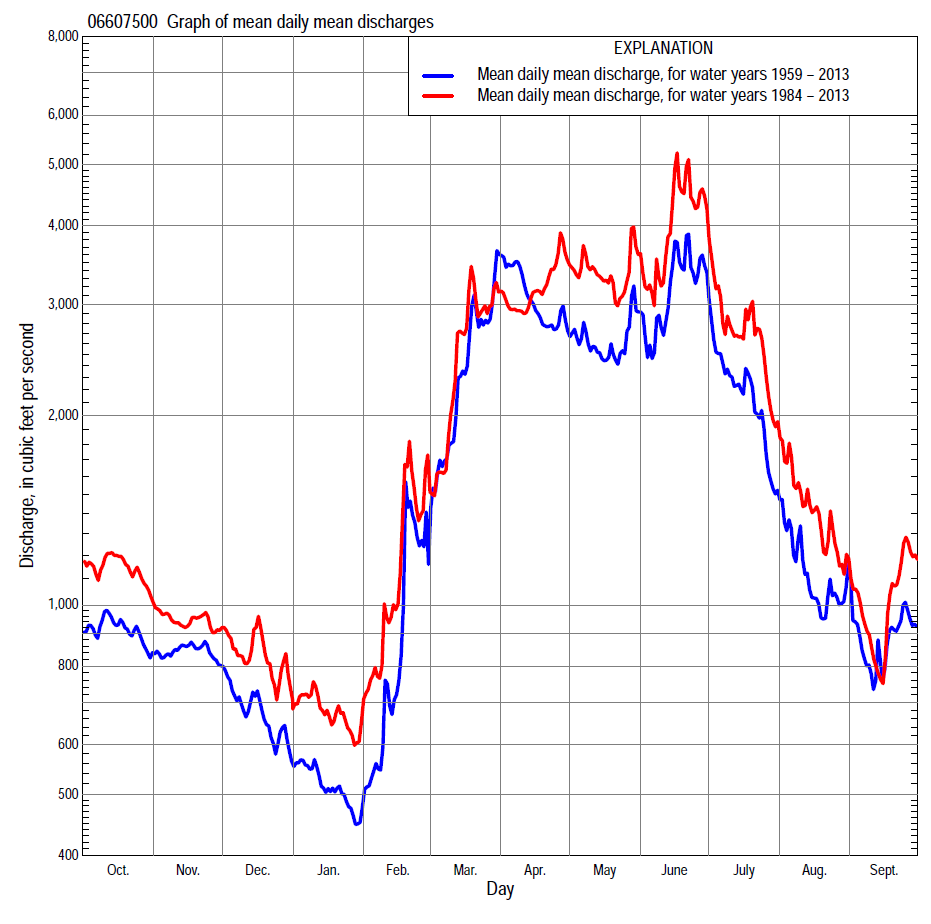 06607500  Graph of mean daily mean discharges
EXPLANATION
Mean daily mean discharge, for water years 1959 – 2013
Mean daily mean discharge, for water years 1984 – 2013
Discharge, in cubic feet per second
8,000
6,000
5,000
4,000
3,000
2,000
1,000
800
600
500
400
Oct. Nov. Dec. Jan. Feb. Mar. Apr. May June July Aug. Sept.
Day